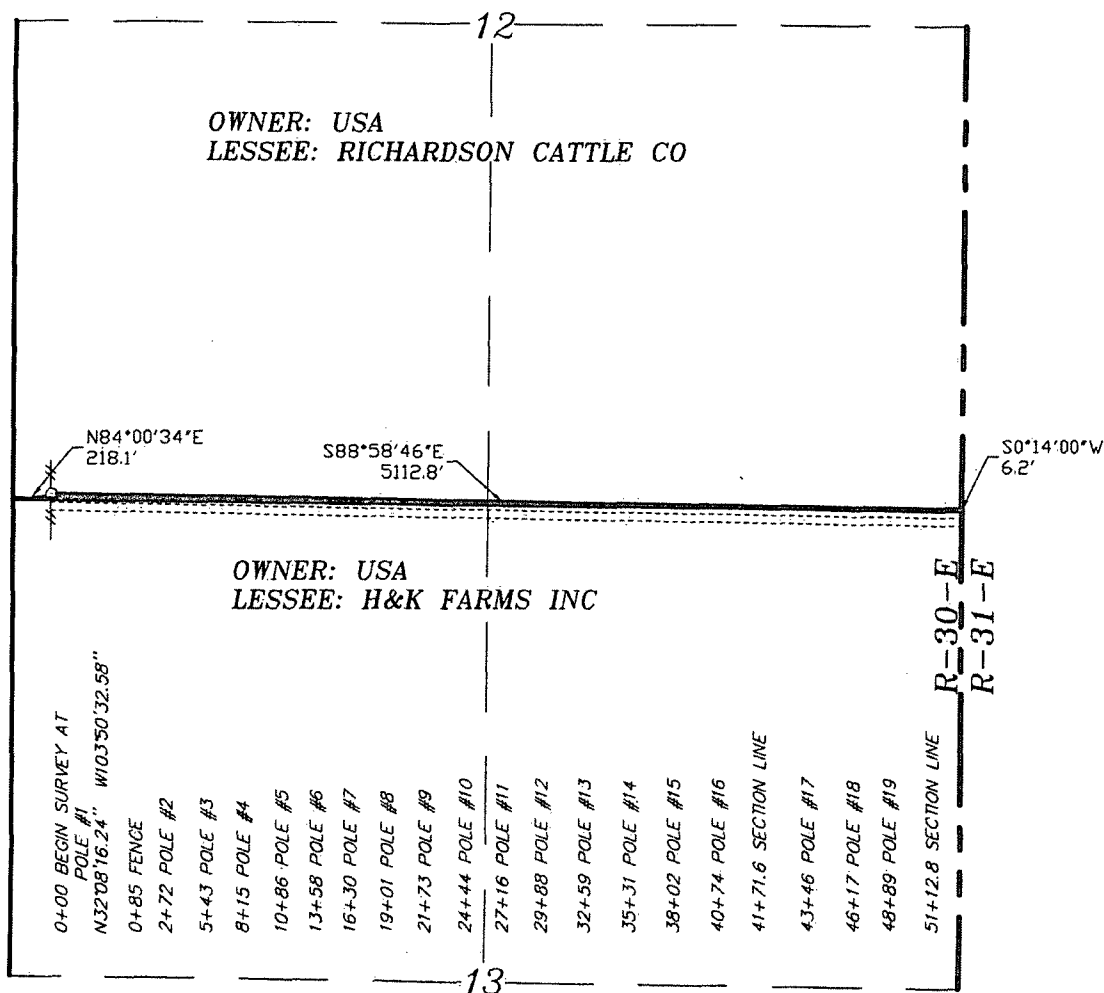 12
OWNER: USA
LESSEE: RICHARDSON CATTLE CO
N84°00'34"E
218.1'
S88°58'46"E
5112.8'
S0°14'00"W
6.2'
OWNER: USA
LESSEE: H&K FARMS INC
R-30-E
R-31-E
0+00 BEGIN SURVEY AT
POLE #1
N32°08'16.24" W103°50'32.58"
0+85 FENCE
2+72 POLE #2
5+43 POLE #3
8+15 POLE #4
10+86 POLE #5
13+58 POLE #6
16+30 POLE #7
19+01 POLE #8
21+73 POLE #9
24+44 POLE #10
27+16 POLE #11
29+88 POLE #12
32+59 POLE #13
35+31 POLE #14
38+02 POLE #15
40+74 POLE #16
41+71.6 SECTION LINE
43+46 POLE #17
46+17 POLE #18
48+89 POLE #19
51+12.8 SECTION LINE
13